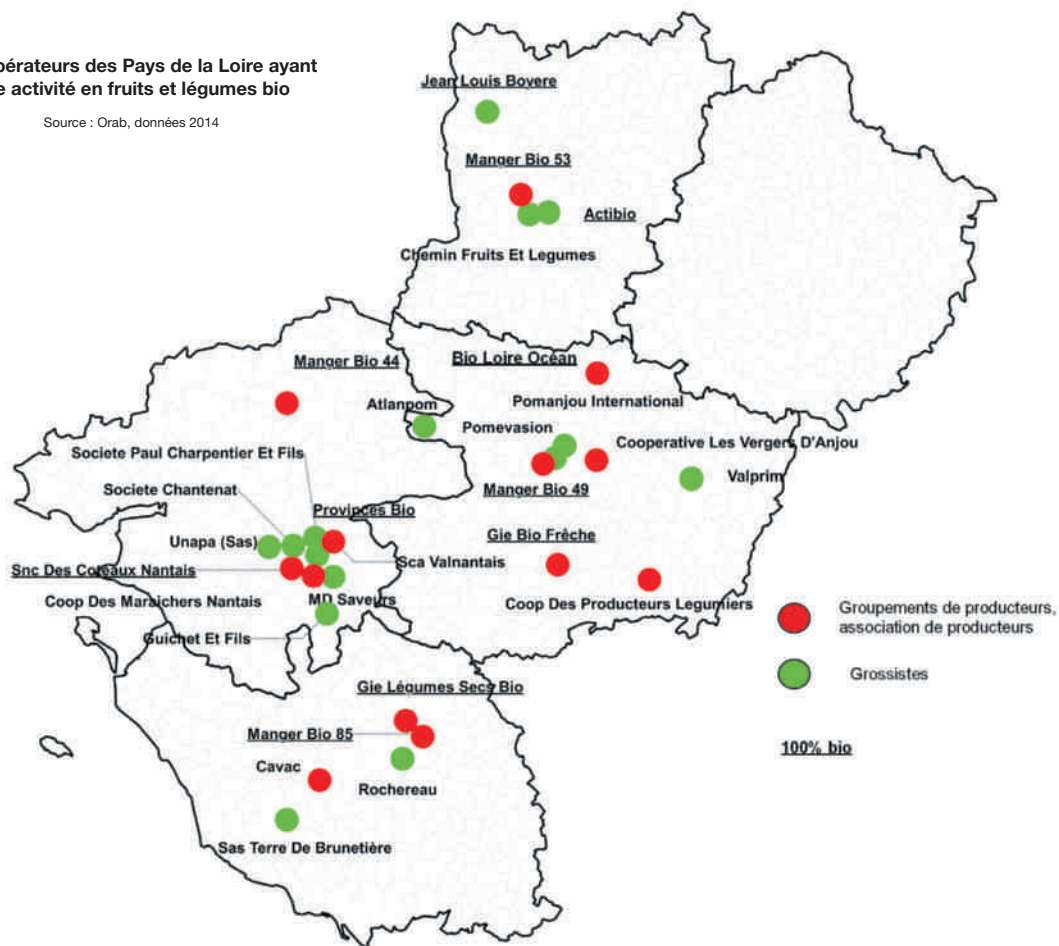 pérateurs des Pays de la Loire ayant
e activité en fruits et légumes bio
Source : Orab, données 2014
Jean Louis Bovere
Manger Bio 53
Actibio
Chemin Fruits Et Legumes
Manger Bio 44
Bio Loire Océan
Atlanpom
Pomanjou International
Pomevasion
Cooperative Les Vergers D'Anjou
Societe Paul Charpentier Et Fils
Valprim
Societe Chantenat
Manger Bio 49
Provinces Bio
Unapa (Sas)
Gie Bio Frêche
Sca Valnantais
Snc Des Coteaux Nantais
Coop Des Maraichers Nantais
MD Saveurs
Coop Des Producteurs Legumiers
Guichet Et Fils
Groupements de producteurs,
association de producteurs
Grossistes
Gie Légumes Secs Bio
Manger Bio 85
100% bio
Cavac
Rochereau
Sas Terre De Brunetière